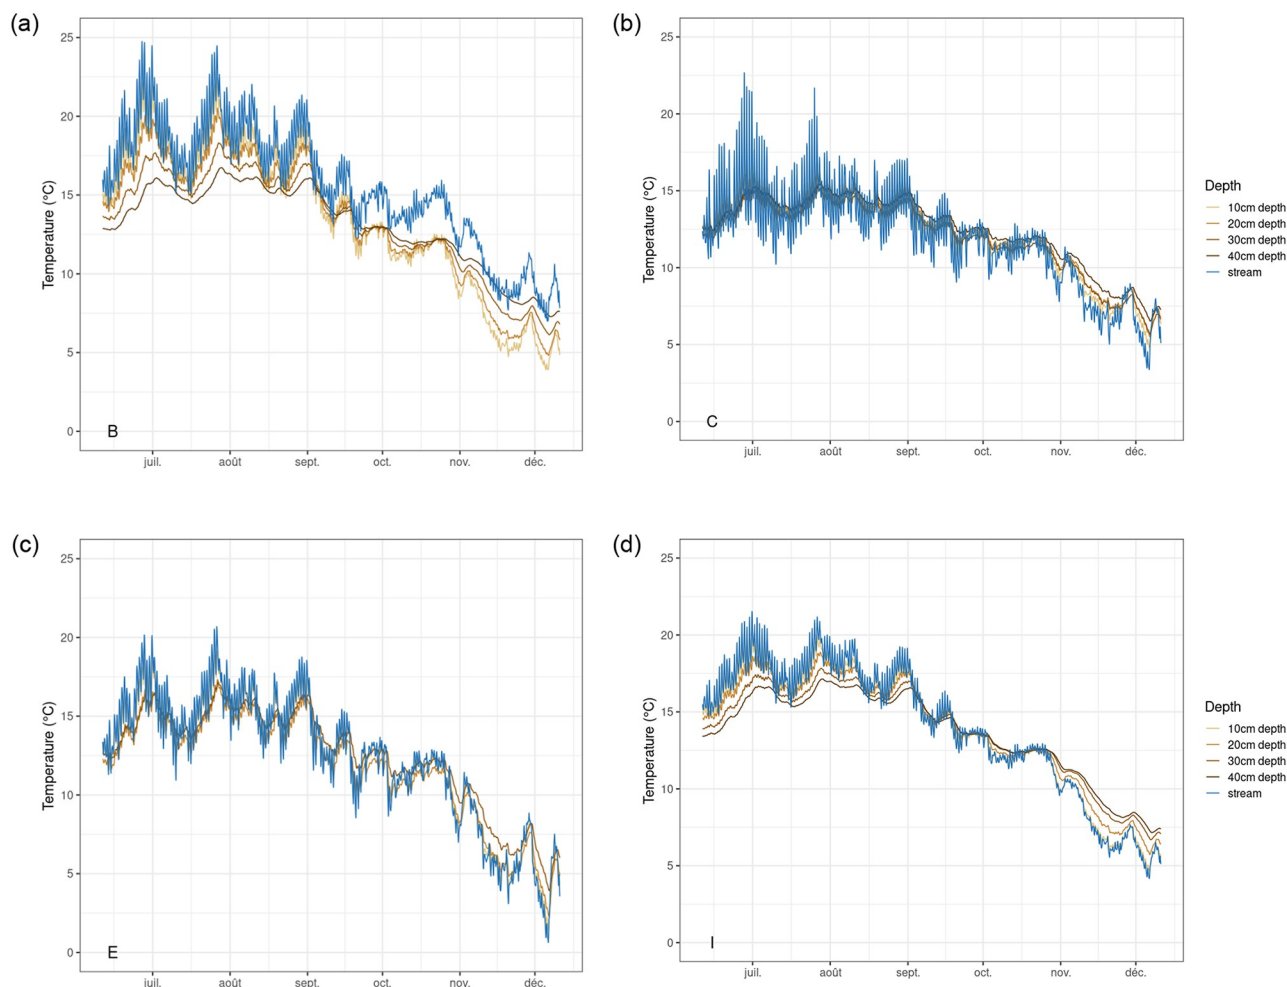 (a)
Temperature (°C)
25
20
15
10
5
0
B
juil.
août
sept.
oct.
nov.
déc.
(b)
Temperature (°C)
25
20
15
10
5
0
C
juil.
août
sept.
oct.
nov.
déc.
Depth
10cm depth
20cm depth
30cm depth
40cm depth
stream
(c)
Temperature (°C)
25
20
15
10
5
0
E
juil.
août
sept.
oct.
nov.
déc.
(d)
Temperature (°C)
25
20
15
10
5
0
I
juil.
août
sept.
oct.
nov.
déc.
Depth
10cm depth
20cm depth
30cm depth
40cm depth
stream